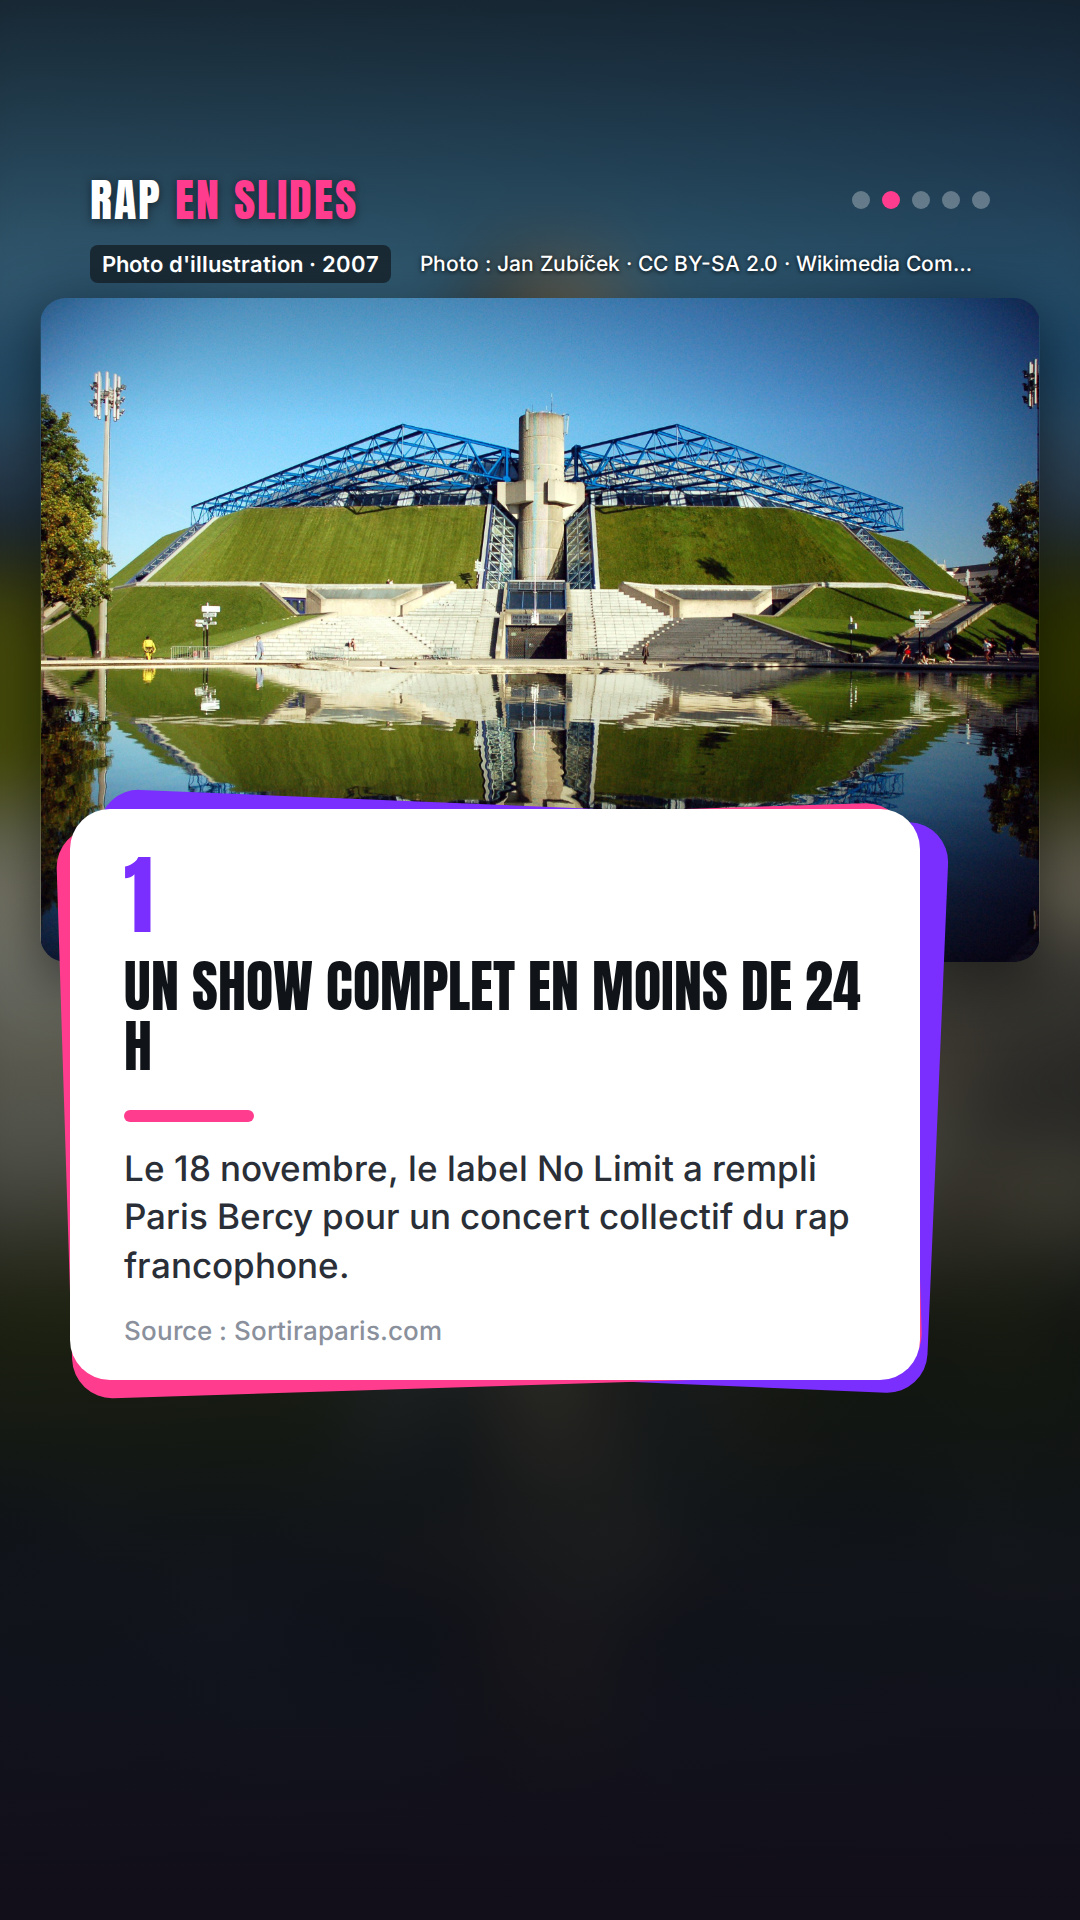 RAP EN SLIDES
Photo d'illustration · 2007
Photo : Jan Zubíček · CC BY-SA 2.0 · Wikimedia Com...
1
UN SHOW COMPLET EN MOINS DE 24
H
Le 18 novembre, le label No Limit a rempli
Paris Bercy pour un concert collectif du rap
francophone.
Source : Sortiraparis.com